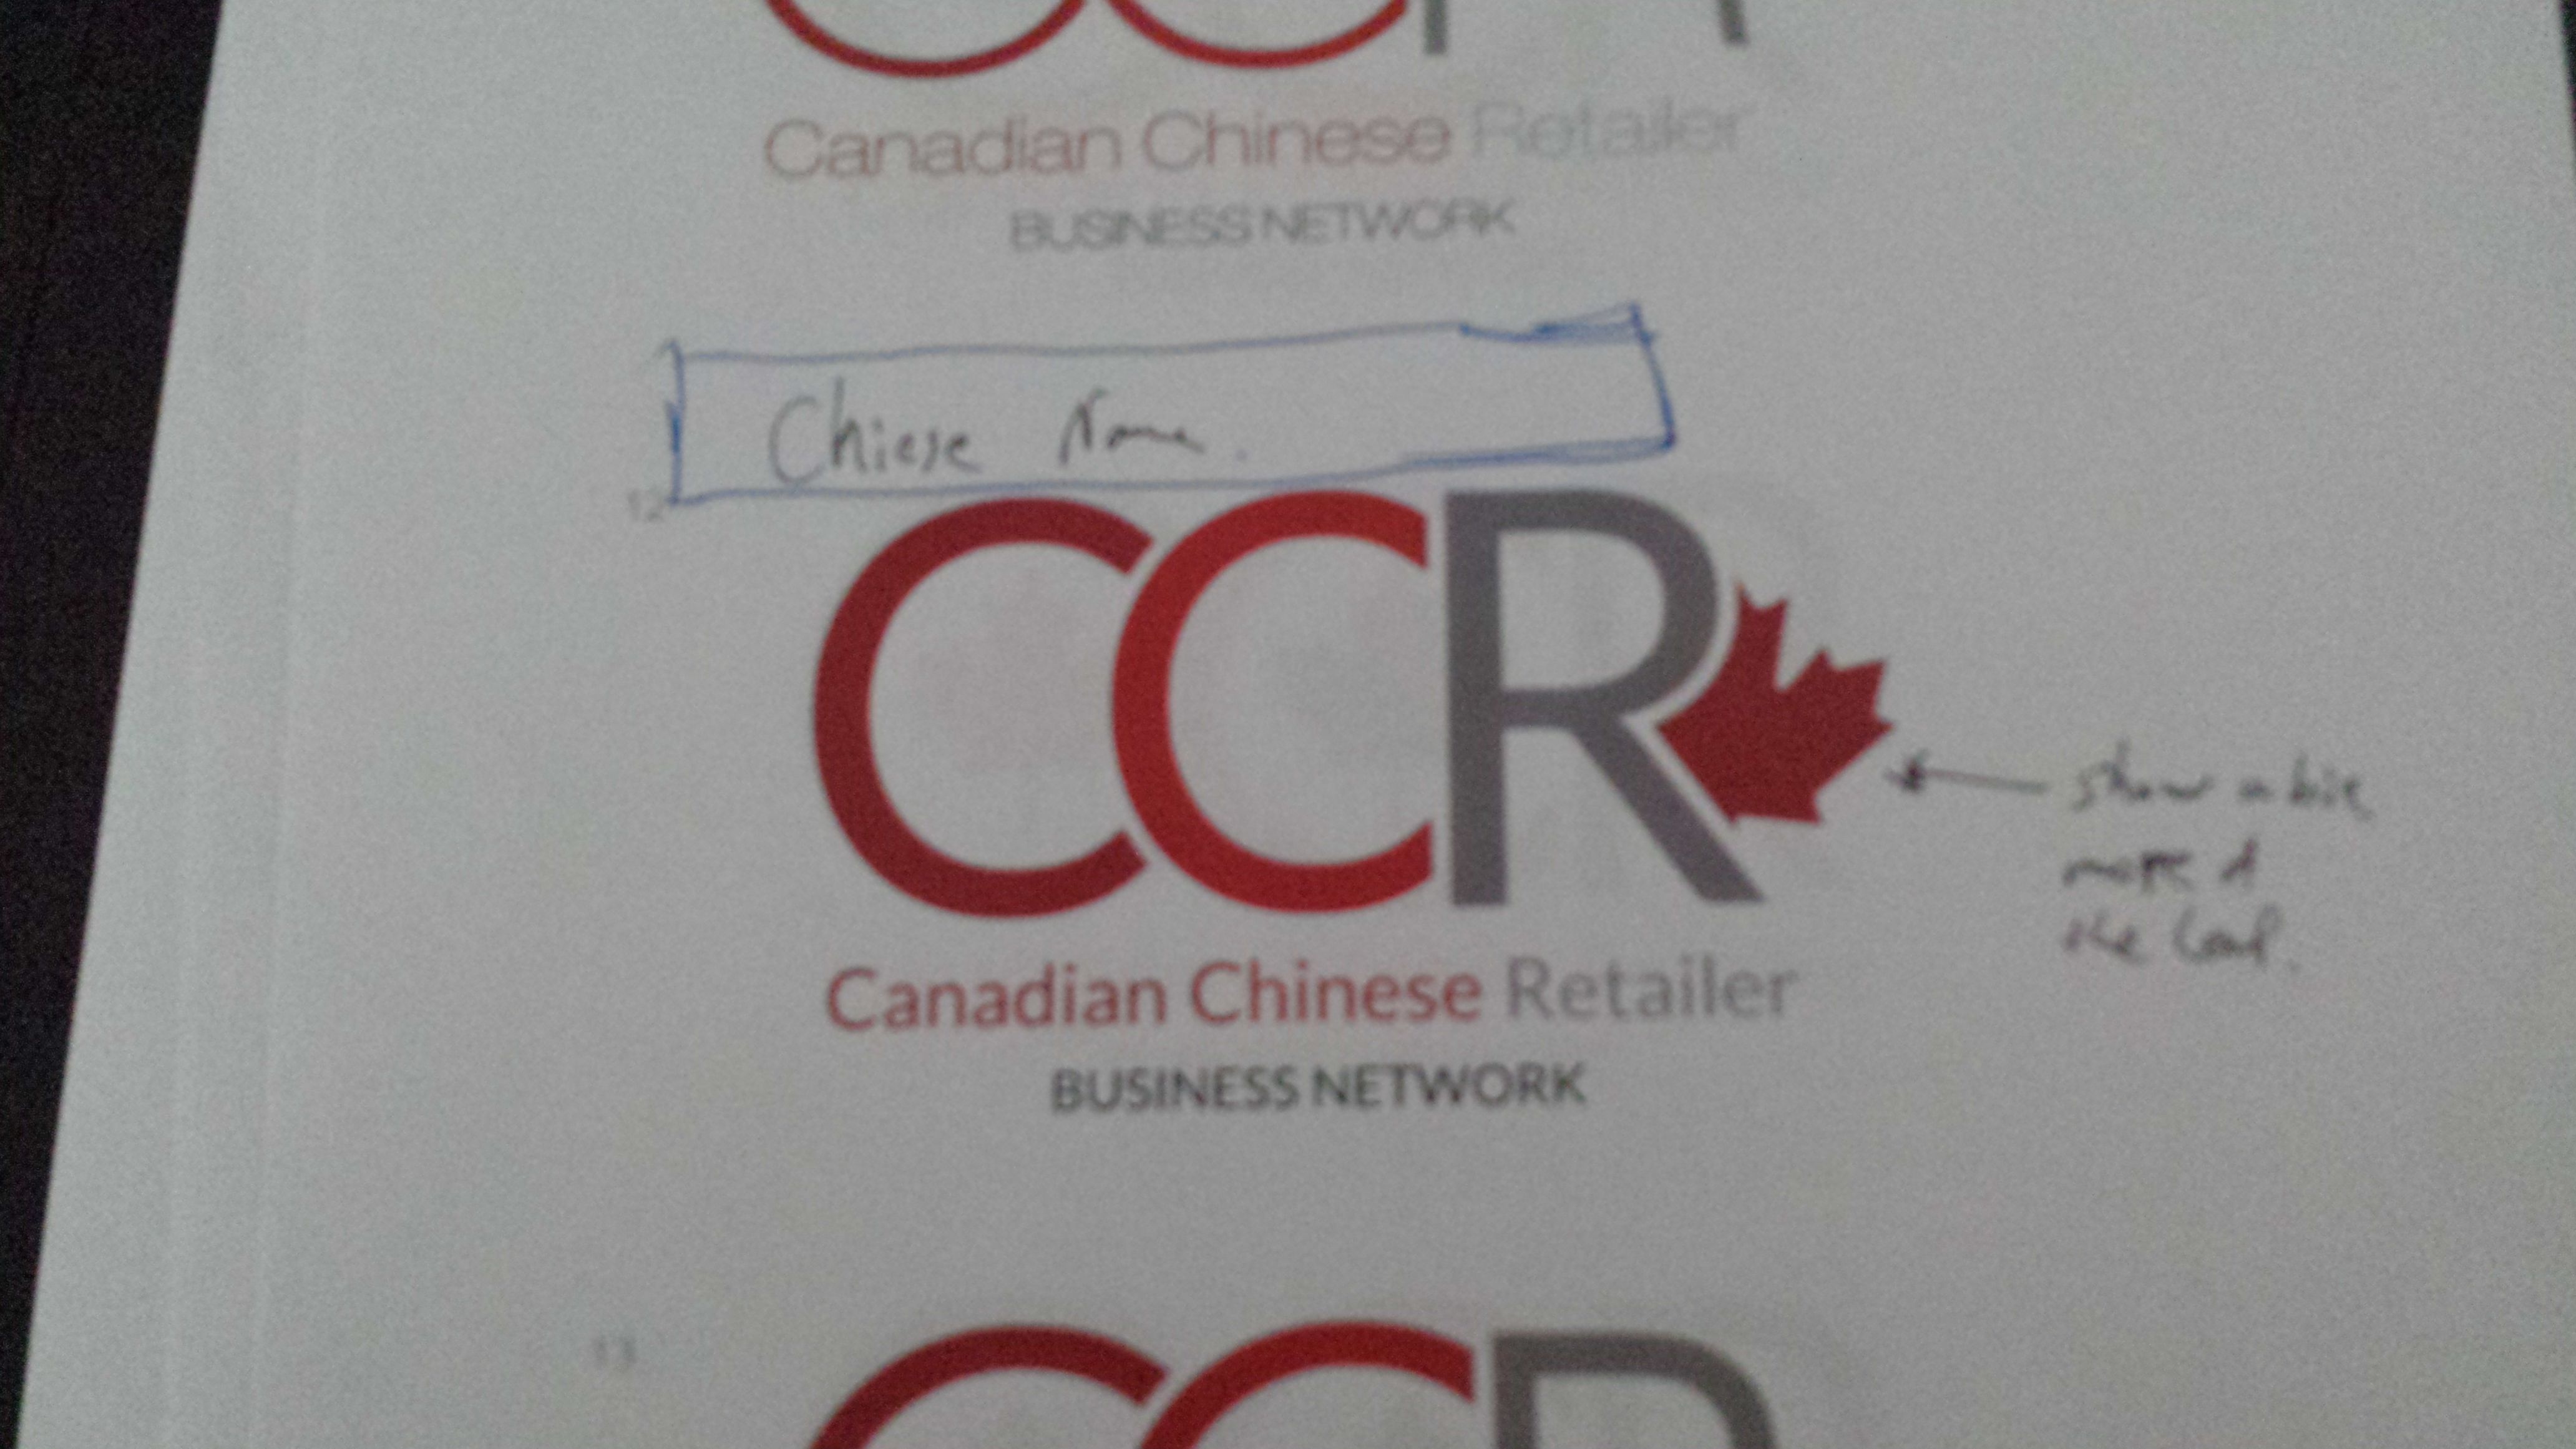 Canadian Chinese Retailer
BUSINESS NETWORK
Chiese Name.
12
CCR
Canadian Chinese Retailer
BUSINESS NETWORK
show a bit
more of
the leaf.
13
CC